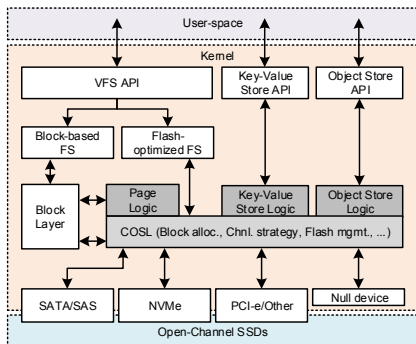 User-space
Kernel
VFS API
Key-Value
Store API
Object Store
API
Block-based
FS
Flash-
optimized FS
Block
Layer
Page
Logic
Key-Value
Store Logic
Object Store
Logic
COSL (Block alloc., Chnl. strategy, Flash mgmt., ...)
SATA/SAS
NVMe
PCI-e/Other
Null device
Open-Channel SSDs